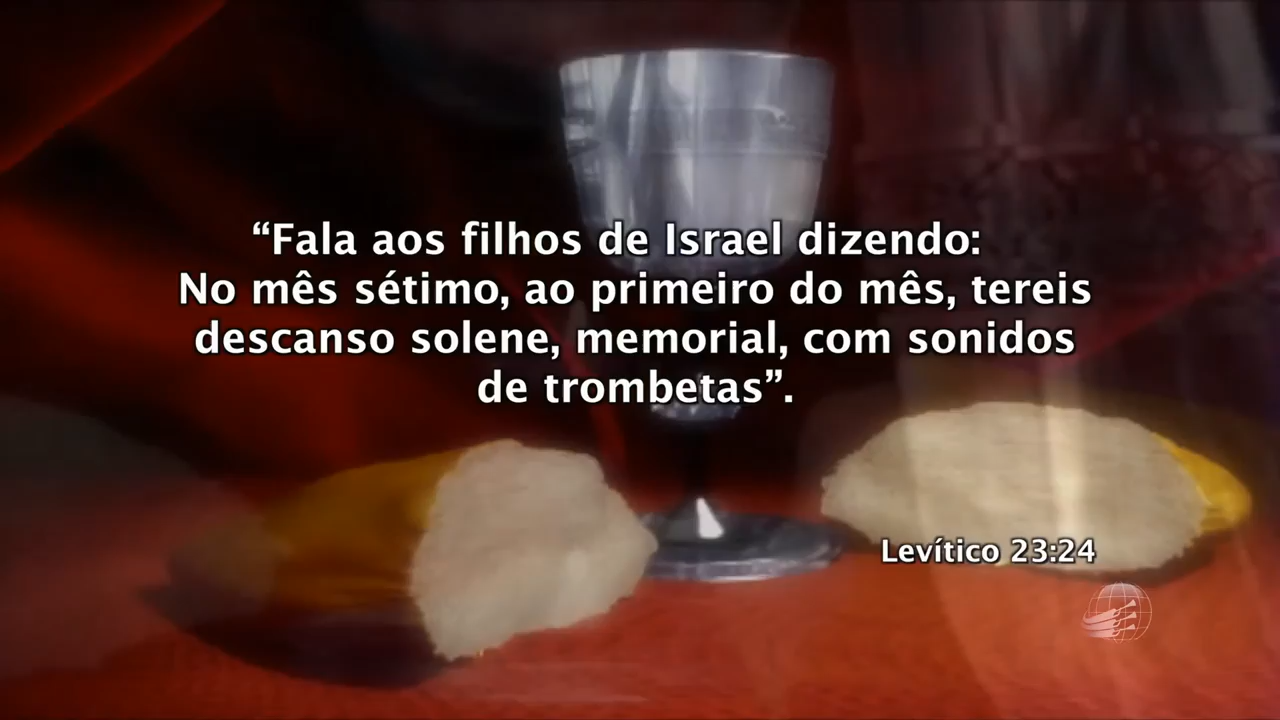 “Fala aos filhos de Israel dizendo:
No mês sétimo, ao primeiro do mês, tereis
descanso solene, memorial, com sonidos
de trombetas”.
Levítico 23:24